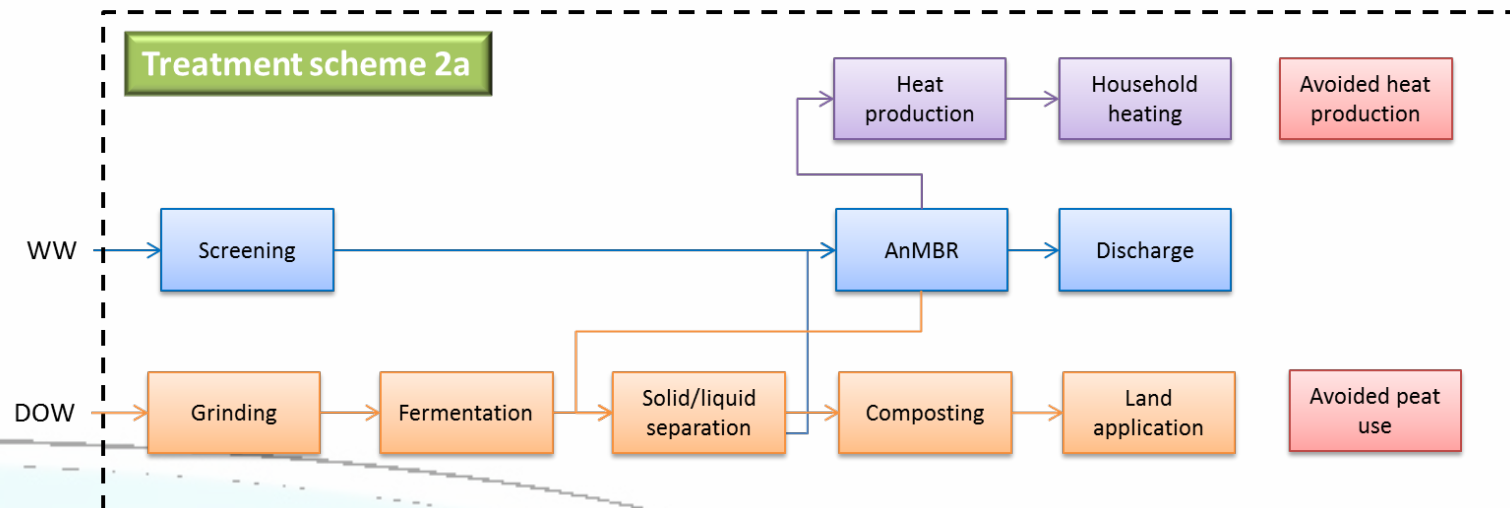 Treatment scheme 2a
Heat
production
Household
heating
Avoided heat
production
WW
Screening
AnMBR
Discharge
DOW
Grinding
Fermentation
Solid/liquid
separation
Composting
Land
application
Avoided peat
use